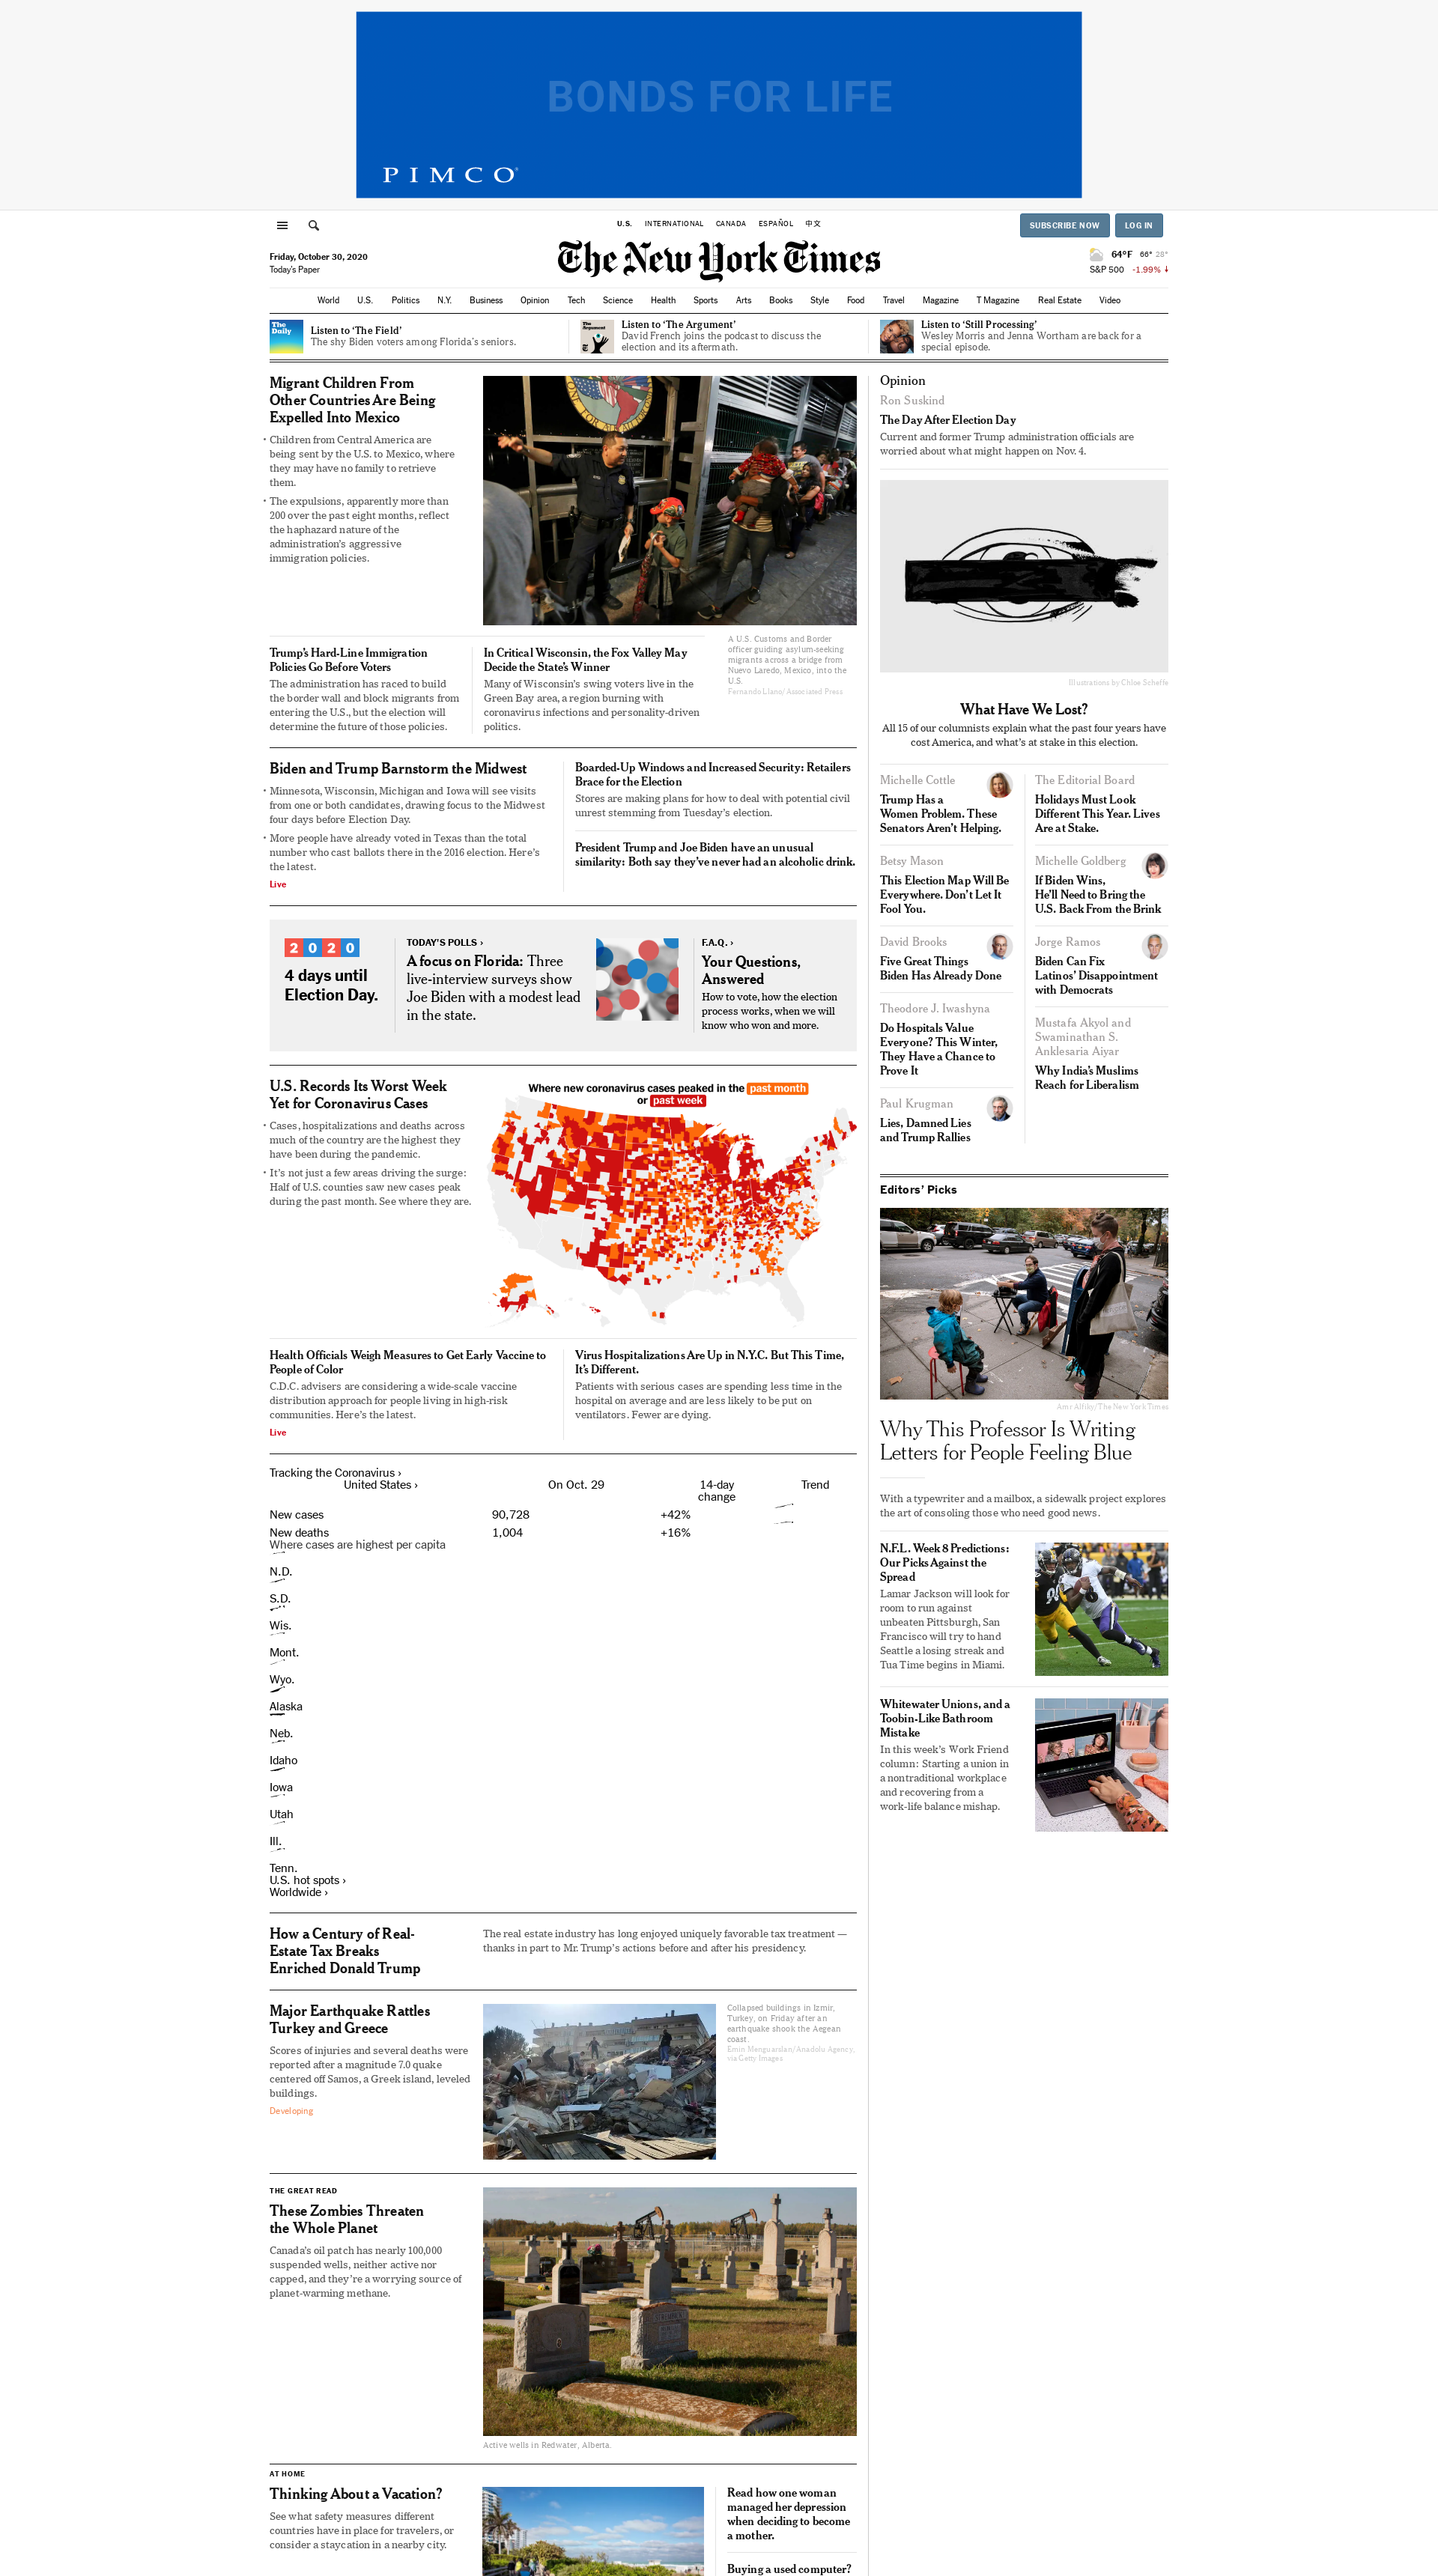 BONDS FOR LIFE
PIMCO
U.S. INTERNATIONAL CANADA ESPAÑOL 中文
SUBSCRIBE NOW LOG IN
Friday, October 30, 2020
Today's Paper
The New York Times
64°F 66° 28°
S&P 500 -1.99%
World U.S. Politics N.Y. Business Opinion Tech Science Health Sports Arts Books Style Food Travel Magazine T Magazine Real Estate Video
The Daily
Listen to ‘The Field’
The shy Biden voters among Florida’s seniors.
The Argument
Listen to ‘The Argument’
David French joins the podcast to discuss the
election and its aftermath.
Listen to ‘Still Processing’
Wesley Morris and Jenna Wortham are back for a
special episode.
Migrant Children From
Other Countries Are Being
Expelled Into Mexico
• Children from Central America are
being sent by the U.S. to Mexico, where
they may have no family to retrieve
them.
• The expulsions, apparently more than
200 over the past eight months, reflect
the haphazard nature of the
administration’s aggressive
immigration policies.
A U.S. Customs and Border
officer guiding asylum-seeking
migrants across a bridge from
Nuevo Laredo, Mexico, into the
U.S.
Fernando Llano/Associated Press
Trump’s Hard-Line Immigration
Policies Go Before Voters
The administration has raced to build
the border wall and block migrants from
entering the U.S., but the election will
determine the future of those policies.
In Critical Wisconsin, the Fox Valley May
Decide the State’s Winner
Many of Wisconsin’s swing voters live in the
Green Bay area, a region burning with
coronavirus infections and personality-driven
politics.
Biden and Trump Barnstorm the Midwest
• Minnesota, Wisconsin, Michigan and Iowa will see visits
from one or both candidates, drawing focus to the Midwest
four days before Election Day.
• More people have already voted in Texas than the total
number who cast ballots there in the 2016 election. Here’s
the latest.
Live
Boarded-Up Windows and Increased Security: Retailers
Brace for the Election
Stores are making plans for how to deal with potential civil
unrest stemming from Tuesday’s election.
President Trump and Joe Biden have an unusual
similarity: Both say they’ve never had an alcoholic drink.
2020
4 days until
Election Day.
TODAY’S POLLS ›
A focus on Florida: Three
live-interview surveys show
Joe Biden with a modest lead
in the state.
F.A.Q. ›
Your Questions,
Answered
How to vote, how the election
process works, when we will
know who won and more.
U.S. Records Its Worst Week
Yet for Coronavirus Cases
• Cases, hospitalizations and deaths across
much of the country are the highest they
have been during the pandemic.
• It’s not just a few areas driving the surge:
Half of U.S. counties saw new cases peak
during the past month. See where they are.
Where new coronavirus cases peaked in the past month
or past week
Health Officials Weigh Measures to Get Early Vaccine to
People of Color
C.D.C. advisers are considering a wide-scale vaccine
distribution approach for people living in high-risk
communities. Here’s the latest.
Live
Virus Hospitalizations Are Up in N.Y.C. But This Time,
It’s Different.
Patients with serious cases are spending less time in the
hospital on average and are less likely to be put on
ventilators. Fewer are dying.
Tracking the Coronavirus ›
United States › On Oct. 29 14-day
change Trend
New cases 90,728 +42%
New deaths 1,004 +16%
Where cases are highest per capita
N.D.
S.D.
Wis.
Mont.
Wyo.
Alaska
Neb.
Idaho
Iowa
Utah
Ill.
Tenn.
U.S. hot spots ›
Worldwide ›
How a Century of Real-
Estate Tax Breaks
Enriched Donald Trump
The real estate industry has long enjoyed uniquely favorable tax treatment —
thanks in part to Mr. Trump’s actions before and after his presidency.
Major Earthquake Rattles
Turkey and Greece
Scores of injuries and several deaths were
reported after a magnitude 7.0 quake
centered off Samos, a Greek island, leveled
buildings.
Developing
Collapsed buildings in Izmir,
Turkey, on Friday after an
earthquake shook the Aegean
coast.
Emin Menguarslan/Anadolu Agency,
via Getty Images
THE GREAT READ
These Zombies Threaten
the Whole Planet
Canada’s oil patch has nearly 100,000
suspended wells, neither active nor
capped, and they’re a worrying source of
planet-warming methane.
Active wells in Redwater, Alberta.
AT HOME
Thinking About a Vacation?
See what safety measures different
countries have in place for travelers, or
consider a staycation in a nearby city.
Read how one woman
managed her depression
when deciding to become
a mother.
Buying a used computer?
Opinion
Ron Suskind
The Day After Election Day
Current and former Trump administration officials are
worried about what might happen on Nov. 4.
Illustrations by Chloe Scheffe
What Have We Lost?
All 15 of our columnists explain what the past four years have
cost America, and what’s at stake in this election.
Michelle Cottle
Trump Has a
Women Problem. These
Senators Aren’t Helping.
Betsy Mason
This Election Map Will Be
Everywhere. Don’t Let It
Fool You.
David Brooks
Five Great Things
Biden Has Already Done
Theodore J. Iwashyna
Do Hospitals Value
Everyone? This Winter,
They Have a Chance to
Prove It
Paul Krugman
Lies, Damned Lies
and Trump Rallies
The Editorial Board
Holidays Must Look
Different This Year. Lives
Are at Stake.
Michelle Goldberg
If Biden Wins,
He’ll Need to Bring the
U.S. Back From the Brink
Jorge Ramos
Biden Can Fix
Latinos’ Disappointment
with Democrats
Mustafa Akyol and
Swaminathan S.
Anklesaria Aiyar
Why India’s Muslims
Reach for Liberalism
Editors’ Picks
Amr Alfiky/The New York Times
Why This Professor Is Writing
Letters for People Feeling Blue
With a typewriter and a mailbox, a sidewalk project explores
the art of consoling those who need good news.
N.F.L. Week 8 Predictions:
Our Picks Against the
Spread
Lamar Jackson will look for
room to run against
unbeaten Pittsburgh, San
Francisco will try to hand
Seattle a losing streak and
Tua Time begins in Miami.
Whitewater Unions, and a
Toobin-Like Bathroom
Mistake
In this week’s Work Friend
column: Starting a union in
a nontraditional workplace
and recovering from a
work-life balance mishap.